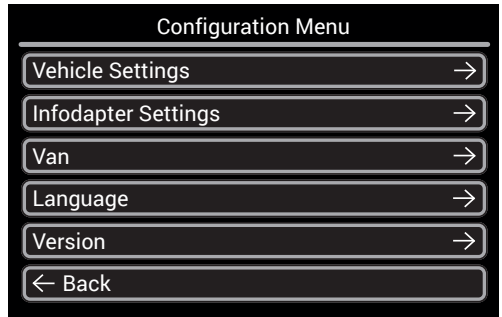 Configuration Menu
Vehicle Settings →
Infodapter Settings →
Van →
Language →
Version →
← Back